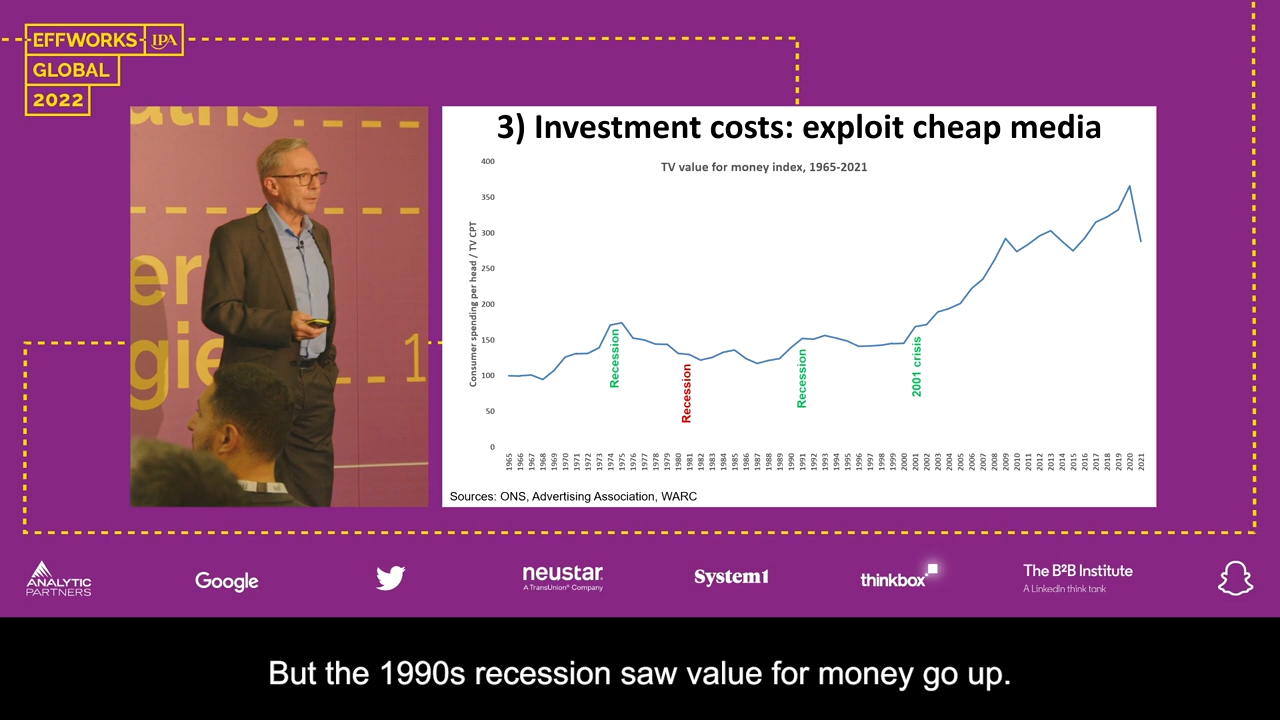 EFFWORKS IPA
GLOBAL
2022
aths
er
gie
1
3) Investment costs: exploit cheap media
TV value for money index, 1965-2021
Consumer spending per head / TV CPT
400
350
300
250
200
150
100
50
0
Recession
Recession
Recession
2001 crisis
1965 1966 1967 1968 1969 1970 1971 1972 1973 1974 1975 1976 1977 1978 1979 1980 1981 1982 1983 1984 1985 1986 1987 1988 1989 1990 1991 1992 1993 1994 1995 1996 1997 1998 1999 2000 2001 2002 2003 2004 2005 2006 2007 2008 2009 2010 2011 2012 2013 2014 2015 2016 2017 2018 2019 2020 2021
Sources: ONS, Advertising Association, WARC
ANALYTIC
PARTNERS
Google
neustar
A TransUnion® Company
System1
thinkbox
The B²B Institute
A LinkedIn think tank
But the 1990s recession saw value for money go up.